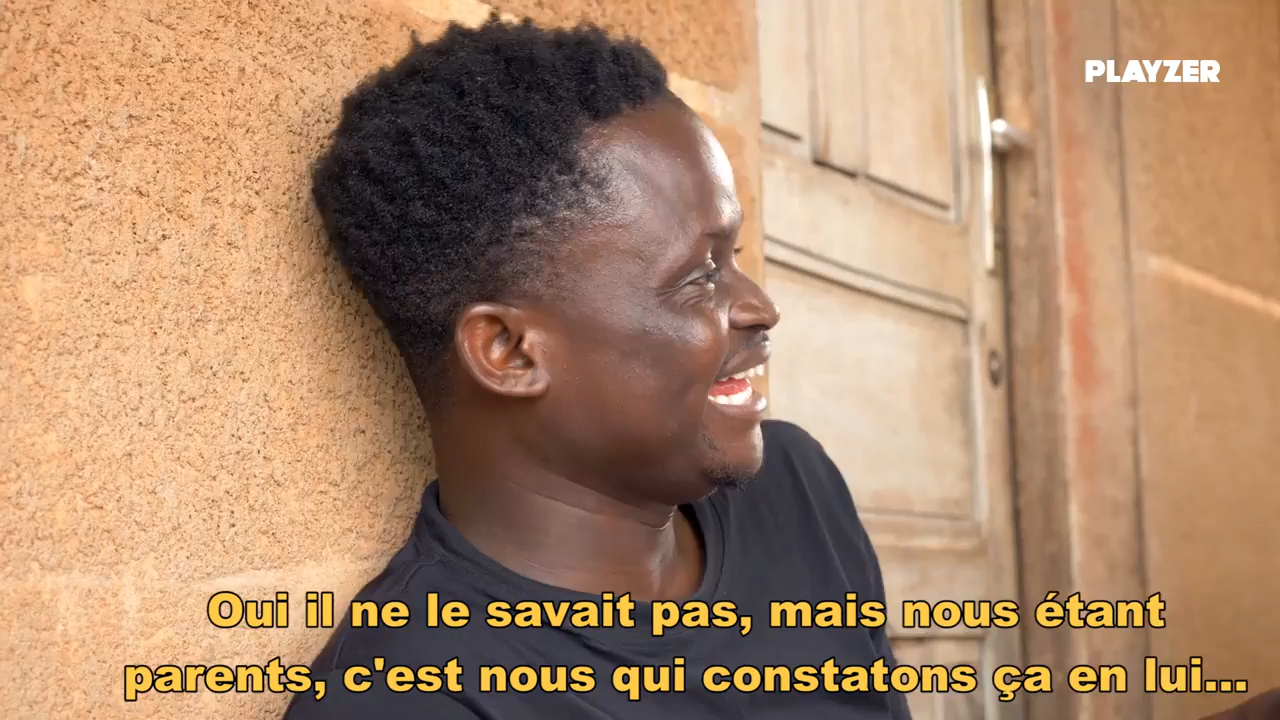 PLAYZER
Oui il ne le savait pas, mais nous étant
parents, c'est nous qui constatons ça en lui...